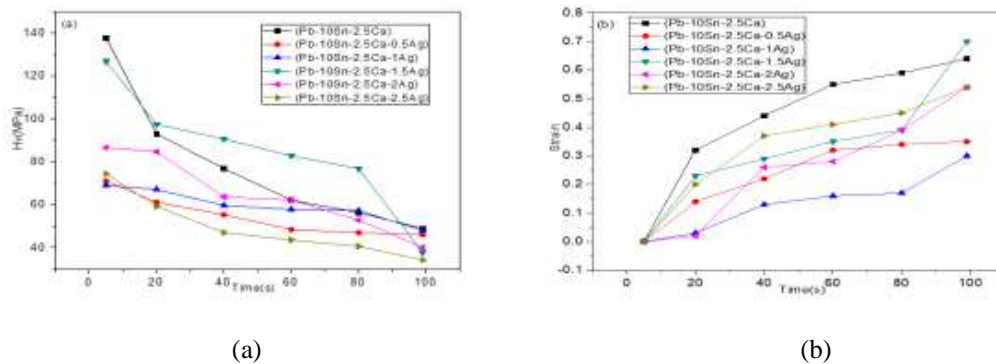 (a)
(Pb-10Sn-2.5Ca)
(Pb-10Sn-2.5Ca-0.5Ag)
(Pb-10Sn-2.5Ca-1Ag)
(Pb-10Sn-2.5Ca-1.5Ag)
(Pb-10Sn-2.5Ca-2Ag)
(Pb-10Sn-2.5Ca-2.5Ag)
140
120
100
80
60
40
Hv(MPa)
0 20 40 60 80 100
Time(s)
(b)
(Pb-10Sn-2.5Ca)
(Pb-10Sn-2.5Ca-0.5Ag)
(Pb-10Sn-2.5Ca-1Ag)
(Pb-10Sn-2.5Ca-1.5Ag)
(Pb-10Sn-2.5Ca-2Ag)
(Pb-10Sn-2.5Ca-2.5Ag)
0.8
0.7
0.6
0.5
0.4
0.3
0.2
0.1
0.0
-0.1
Strain
0 20 40 60 80 100
Time(s)
(a) (b)